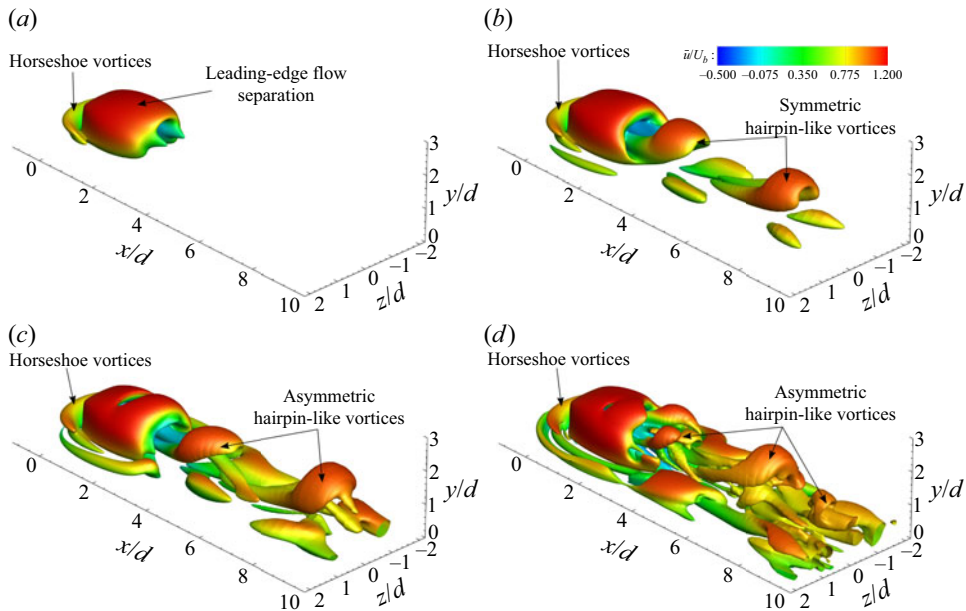 (a)
Horseshoe vortices
Leading-edge flow
separation
3
2
1
0
y/d
0
2
4
6
8
10
x/d
2
1
0
−1
−2
z/d
(b)
Horseshoe vortices
ū/U_b :
−0.500 −0.075 0.350 0.775 1.200
Symmetric
hairpin-like vortices
3
2
1
0
y/d
0
2
4
6
8
10
x/d
2
1
0
−1
−2
z/d
(c)
Horseshoe vortices
Asymmetric
hairpin-like vortices
3
2
1
0
y/d
0
2
4
6
8
10
x/d
2
1
0
−1
−2
z/d
(d)
Horseshoe vortices
Asymmetric
hairpin-like vortices
3
2
1
0
y/d
0
2
4
6
8
10
x/d
2
1
0
−1
−2
z/d